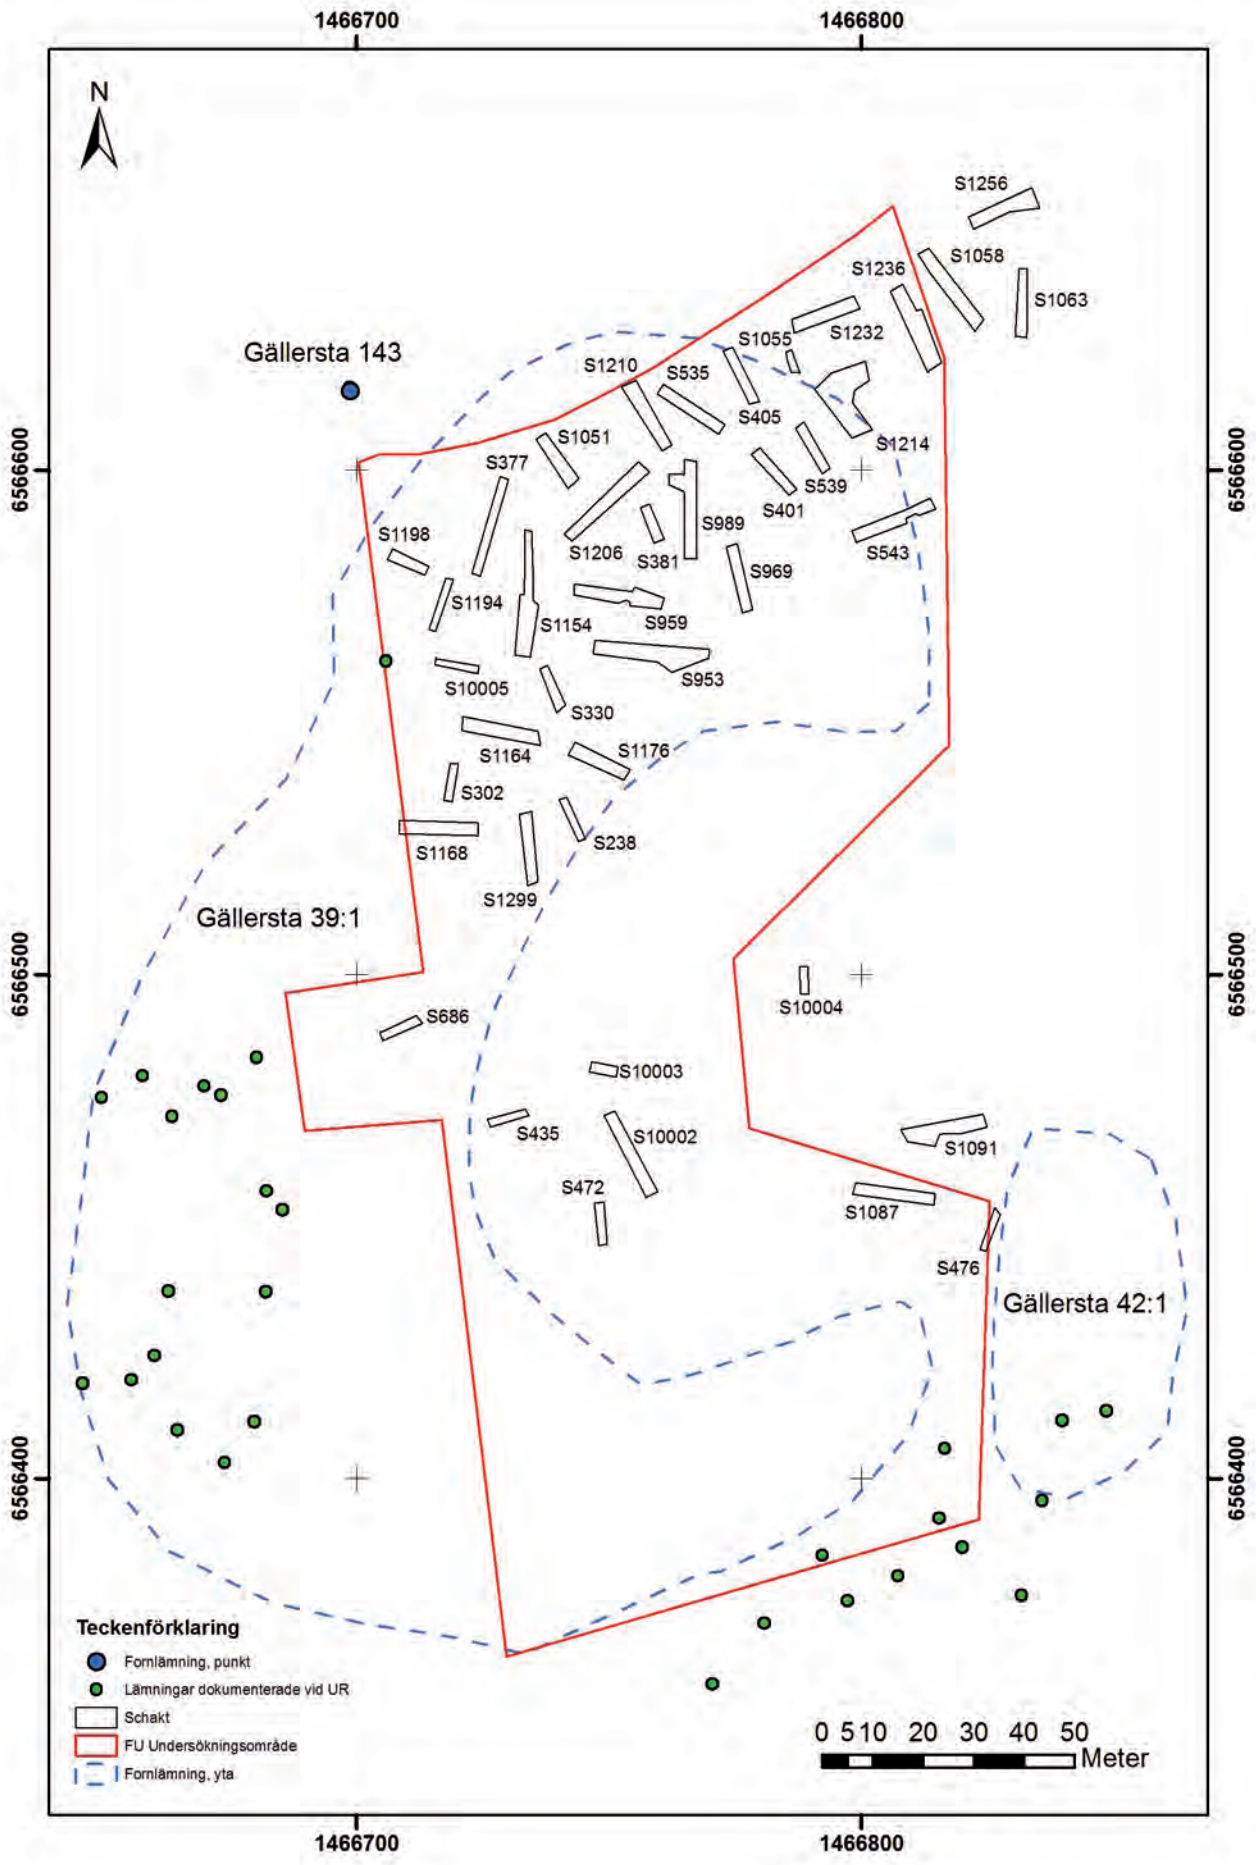 1466700 1466800
N
S1256
S1058
S1236
S1063
S1232
S1055
Gällersta 143
S1210
S535
S405
S1214
S1051
S377
S539
S401
S989
S1198
S1206
S381
S543
S969
S1194
S1154
S959
S10005
S953
S330
S1164
S1176
S302
S238
S1168
S1299
Gällersta 39:1
S10004
S686
S10003
S435
S10002
S1091
S472
S1087
S476
Gällersta 42:1
6566600 6566600
6566500 6566500
6566400 6566400
Teckenförklaring
Fornlämning, punkt
Lämningar dokumenterade vid UR
Schakt
FU Undersökningsområde
Fornlämning, yta
0 5 10 20 30 40 50
Meter
1466700 1466800